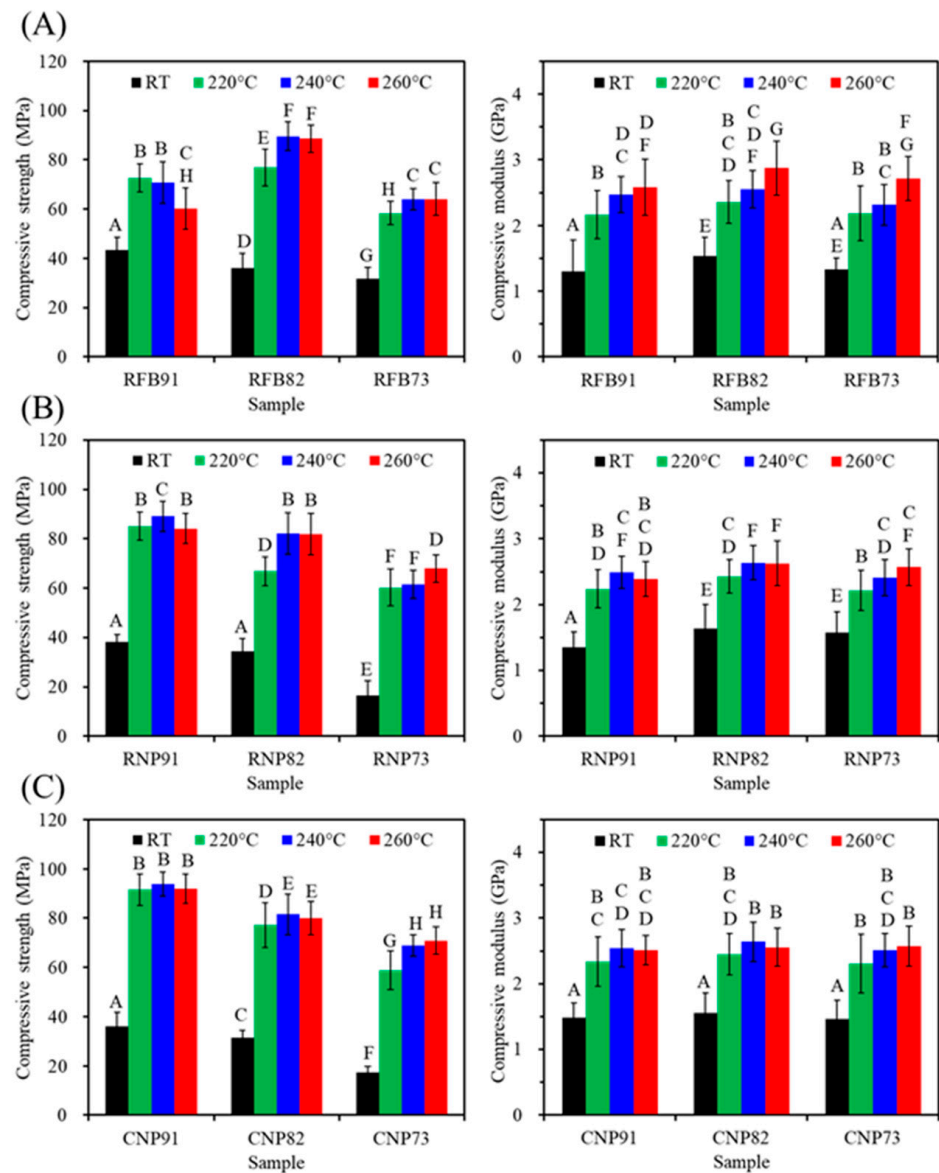 (A)
120
100
80
60
40
20
0
Compressive strength (MPa)
RT 220°C 240°C 260°C
A B B C H
D E F F
G H C C
RFB91 RFB82 RFB73
Sample
4
3
2
1
0
Compressive modulus (GPa)
RT 220°C 240°C 260°C
A B D C D F
E B C D C D F G
A E B B C F G
RFB91 RFB82 RFB73
Sample
(B)
120
100
80
60
40
20
0
Compressive strength (MPa)
RT 220°C 240°C 260°C
A B C B
A D B B
E F F D
RNP91 RNP82 RNP73
Sample
4
3
2
1
0
Compressive modulus (GPa)
RT 220°C 240°C 260°C
A B D C F B C D
E C D F F
E B C D C F
RNP91 RNP82 RNP73
Sample
(C)
120
100
80
60
40
20
0
Compressive strength (MPa)
RT 220°C 240°C 260°C
A B B B
C D E E
F G H H
CNP91 CNP82 CNP73
Sample
4
3
2
1
0
Compressive modulus (GPa)
RT 220°C 240°C 260°C
A B C C D B C D
A B C D B B
A B B C D B
CNP91 CNP82 CNP73
Sample